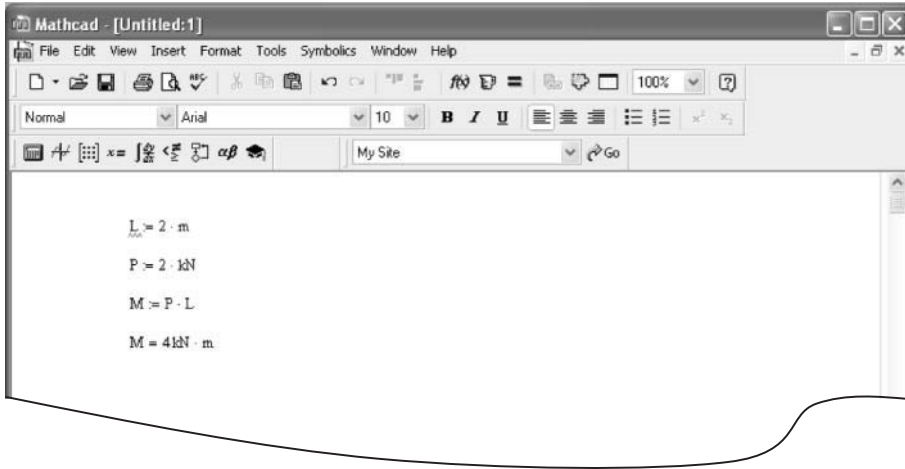 Mathcad - [Untitled:1]
File Edit View Insert Format Tools Symbolics Window Help
100%
Normal Arial 10 B I U
αβ My Site Go
L := 2 · m
P := 2 · kN
M := P · L
M = 4kN · m